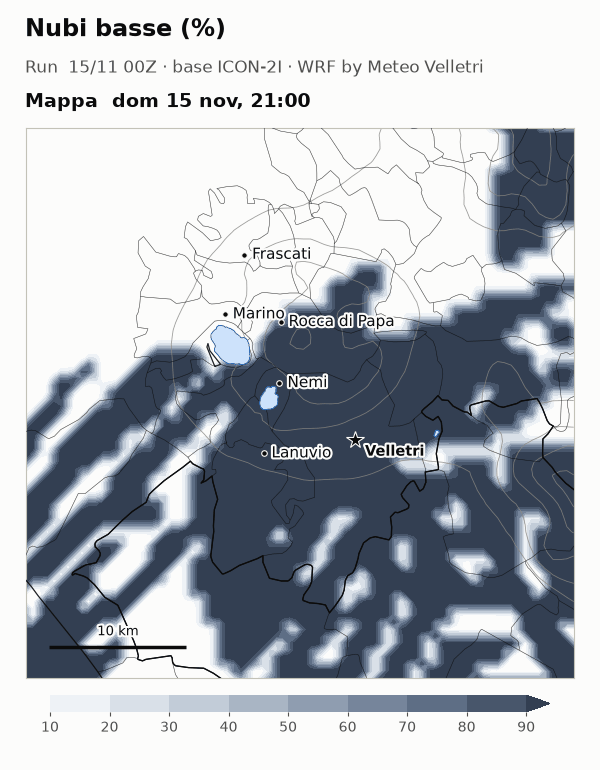 Nubi basse (%)
Run  15/11 00Z · base ICON-2I · WRF by Meteo Velletri
Mappa  dom 15 nov, 21:00
Frascati
Marino
Rocca di Papa
Nemi
Velletri
Lanuvio
10 km
10 20 30 40 50 60 70 80 90